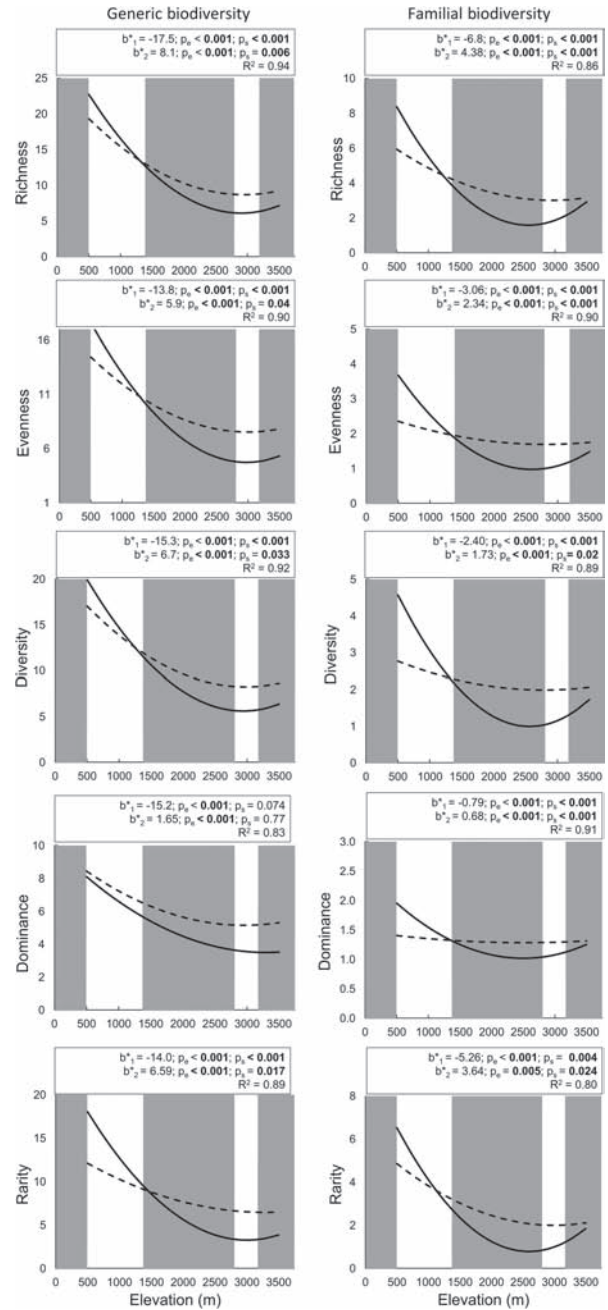 Generic biodiversity
b*1 = -17.5; pe < 0.001; ps < 0.001
b*2 = 8.1; pe < 0.001; ps = 0.006
R2 = 0.94
25
20
15
10
5
0
Richness
0 500 1000 1500 2000 2500 3000 3500
b*1 = -13.8; pe < 0.001; ps < 0.001
b*2 = 5.9; pe < 0.001; ps = 0.04
R2 = 0.90
16
11
6
1
Evenness
0 500 1000 1500 2000 2500 3000 3500
b*1 = -15.3; pe < 0.001; ps < 0.001
b*2 = 6.7; pe < 0.001; ps = 0.033
R2 = 0.92
20
15
10
5
0
Diversity
0 500 1000 1500 2000 2500 3000 3500
b*1 = -15.2; pe < 0.001; ps = 0.074
b*2 = 1.65; pe < 0.001; ps = 0.77
R2 = 0.83
10
8
6
4
2
0
Dominance
0 500 1000 1500 2000 2500 3000 3500
b*1 = -14.0; pe < 0.001; ps < 0.001
b*2 = 6.59; pe < 0.001; ps = 0.017
R2 = 0.89
20
15
10
5
0
Rarity
0 500 1000 1500 2000 2500 3000 3500
Elevation (m)
Familial biodiversity
b*1 = -6.8; pe < 0.001; ps < 0.001
b*2 = 4.38; pe < 0.001; ps < 0.001
R2 = 0.86
10
8
6
4
2
0
Richness
0 500 1000 1500 2000 2500 3000 3500
b*1 = -3.06; pe < 0.001; ps < 0.001
b*2 = 2.34; pe < 0.001; ps < 0.001
R2 = 0.90
5
4
3
2
1
0
Evenness
0 500 1000 1500 2000 2500 3000 3500
b*1 = -2.40; pe < 0.001; ps < 0.001
b*2 = 1.73; pe < 0.001; ps = 0.02
R2 = 0.89
5
4
3
2
1
0
Diversity
0 500 1000 1500 2000 2500 3000 3500
b*1 = -0.79; pe < 0.001; ps < 0.001
b*2 = 0.68; pe < 0.001; ps < 0.001
R2 = 0.91
3.0
2.5
2.0
1.5
1.0
0.5
0.0
Dominance
0 500 1000 1500 2000 2500 3000 3500
b*1 = -5.26; pe < 0.001; ps = 0.004
b*2 = 3.64; pe = 0.005; ps = 0.024
R2 = 0.80
8
6
4
2
0
Rarity
0 500 1000 1500 2000 2500 3000 3500
Elevation (m)